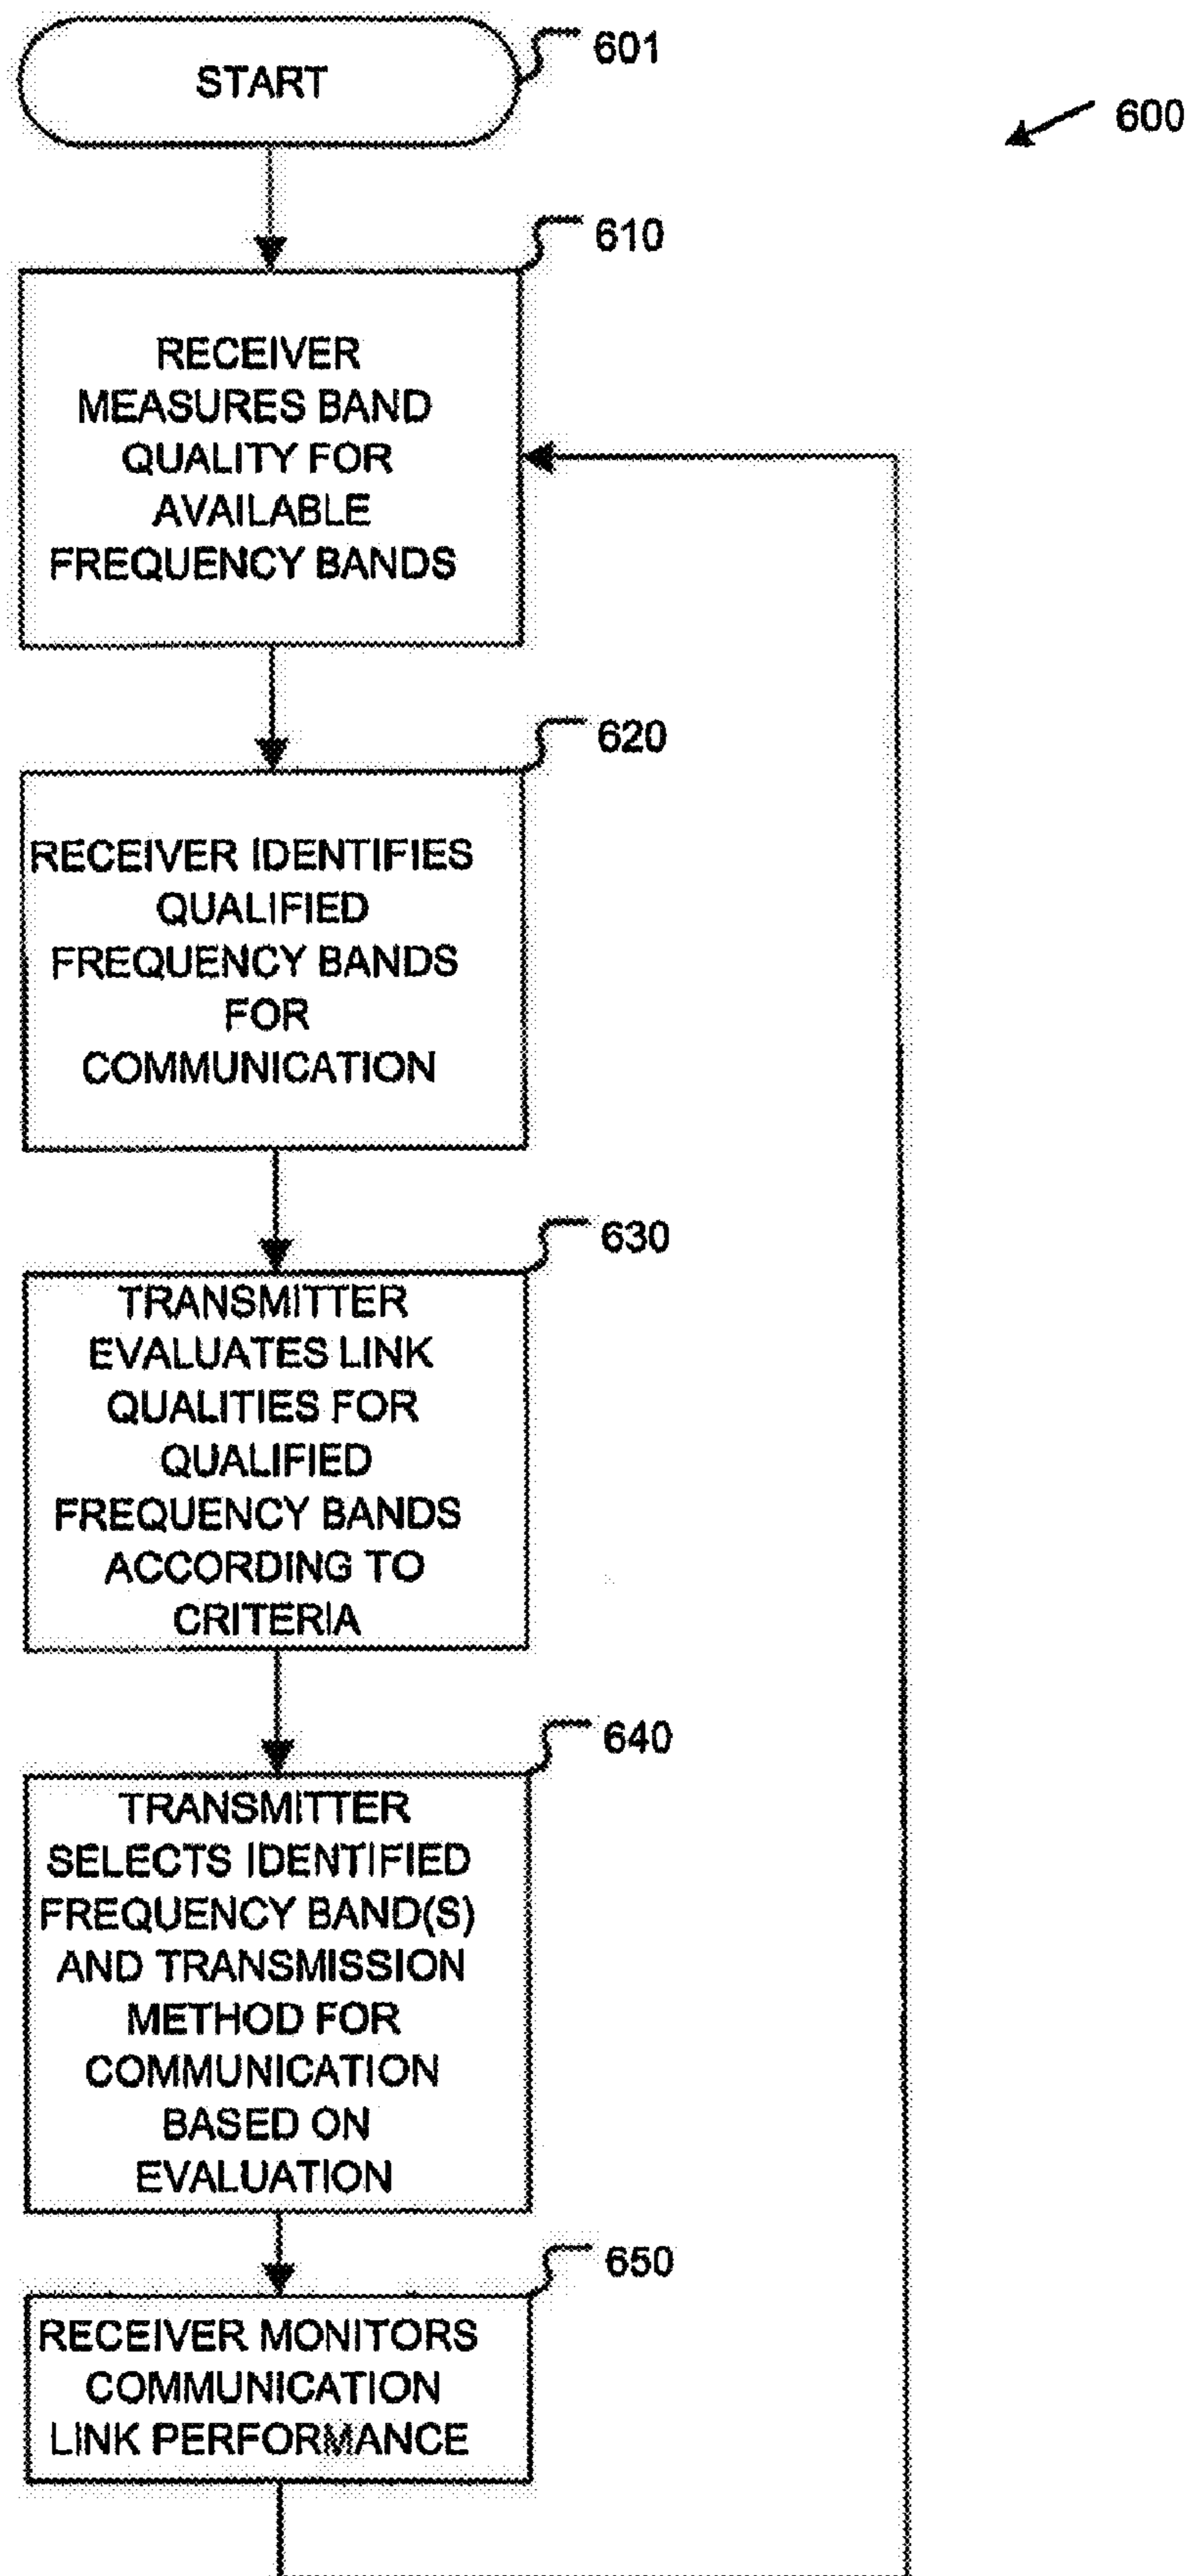 START
601
600
610
RECEIVER
MEASURES BAND
QUALITY FOR
AVAILABLE
FREQUENCY BANDS
620
RECEIVER IDENTIFIES
QUALIFIED
FREQUENCY BANDS
FOR
COMMUNICATION
630
TRANSMITTER
EVALUATES LINK
QUALITIES FOR
QUALIFIED
FREQUENCY BANDS
ACCORDING TO
CRITERIA
640
TRANSMITTER
SELECTS IDENTIFIED
FREQUENCY BAND(S)
AND TRANSMISSION
METHOD FOR
COMMUNICATION
BASED ON
EVALUATION
650
RECEIVER MONITORS
COMMUNICATION
LINK PERFORMANCE